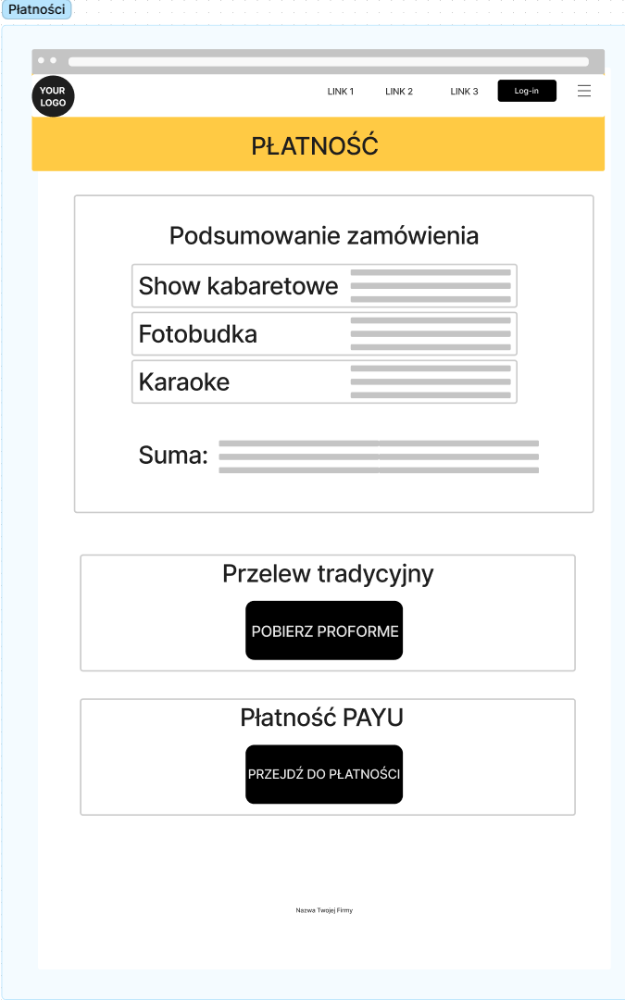 Płatności
YOUR
LOGO
LINK 1
LINK 2
LINK 3
Log-in
PŁATNOŚĆ
Podsumowanie zamówienia
Show kabaretowe
Fotobudka
Karaoke
Suma:
Przelew tradycyjny
POBIERZ PROFORME
Płatność PAYU
PRZEJDŹ DO PŁATNOŚCI
Nazwa Twojej Firmy